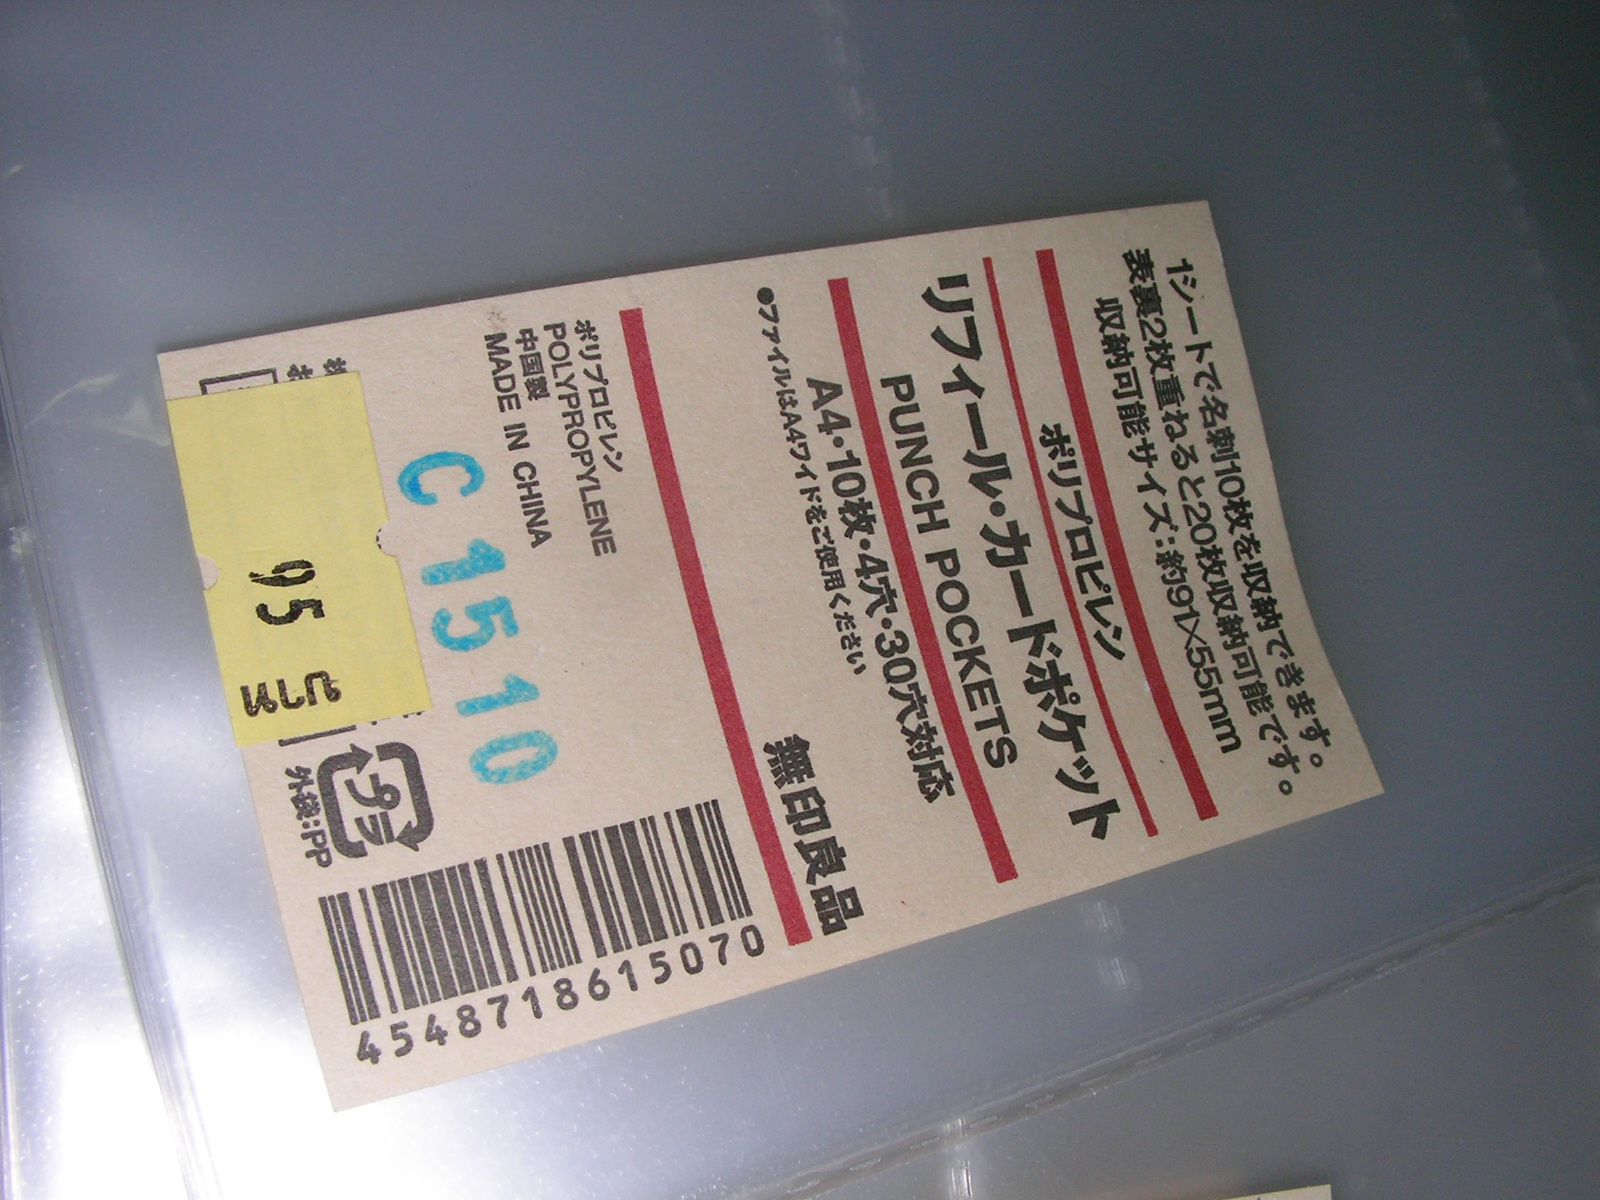 1シートで名刺10枚を収納できます。
表裏2枚重ねると20枚収納可能です。
収納可能サイズ：約91×55mm
ポリプロピレン
リフィール・カードポケット
PUNCH POCKETS
A4・10枚・4穴・30穴対応
●ファイルはA4ワイドをご使用ください
無印良品
ポリプロピレン
POLYPROPYLENE
中国製
MADE IN CHINA
C 15 10
95
プラ
外袋：PP
4548718615070